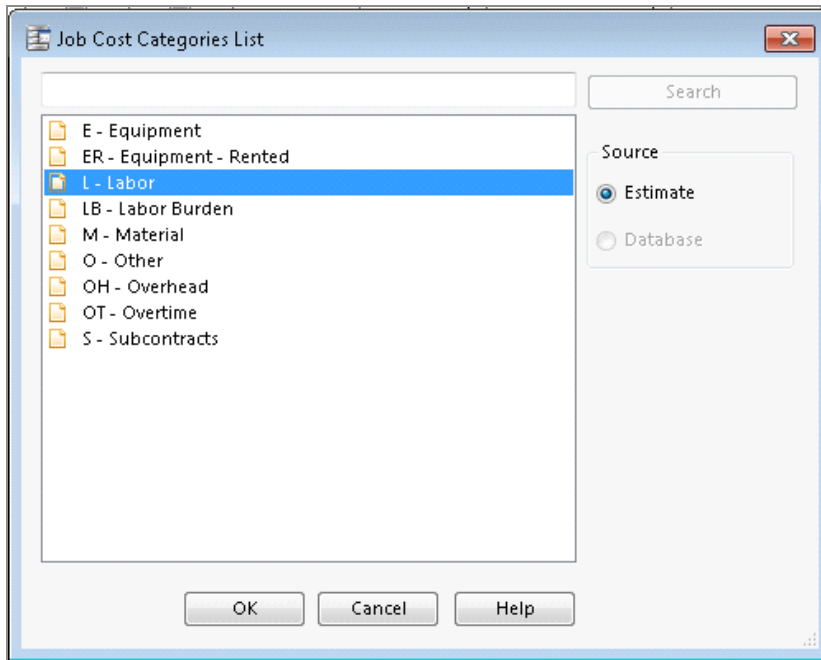 Job Cost Categories List
Search
E - Equipment
ER - Equipment - Rented
L - Labor
LB - Labor Burden
M - Material
O - Other
OH - Overhead
OT - Overtime
S - Subcontracts
Source
Estimate
Database
OK Cancel Help